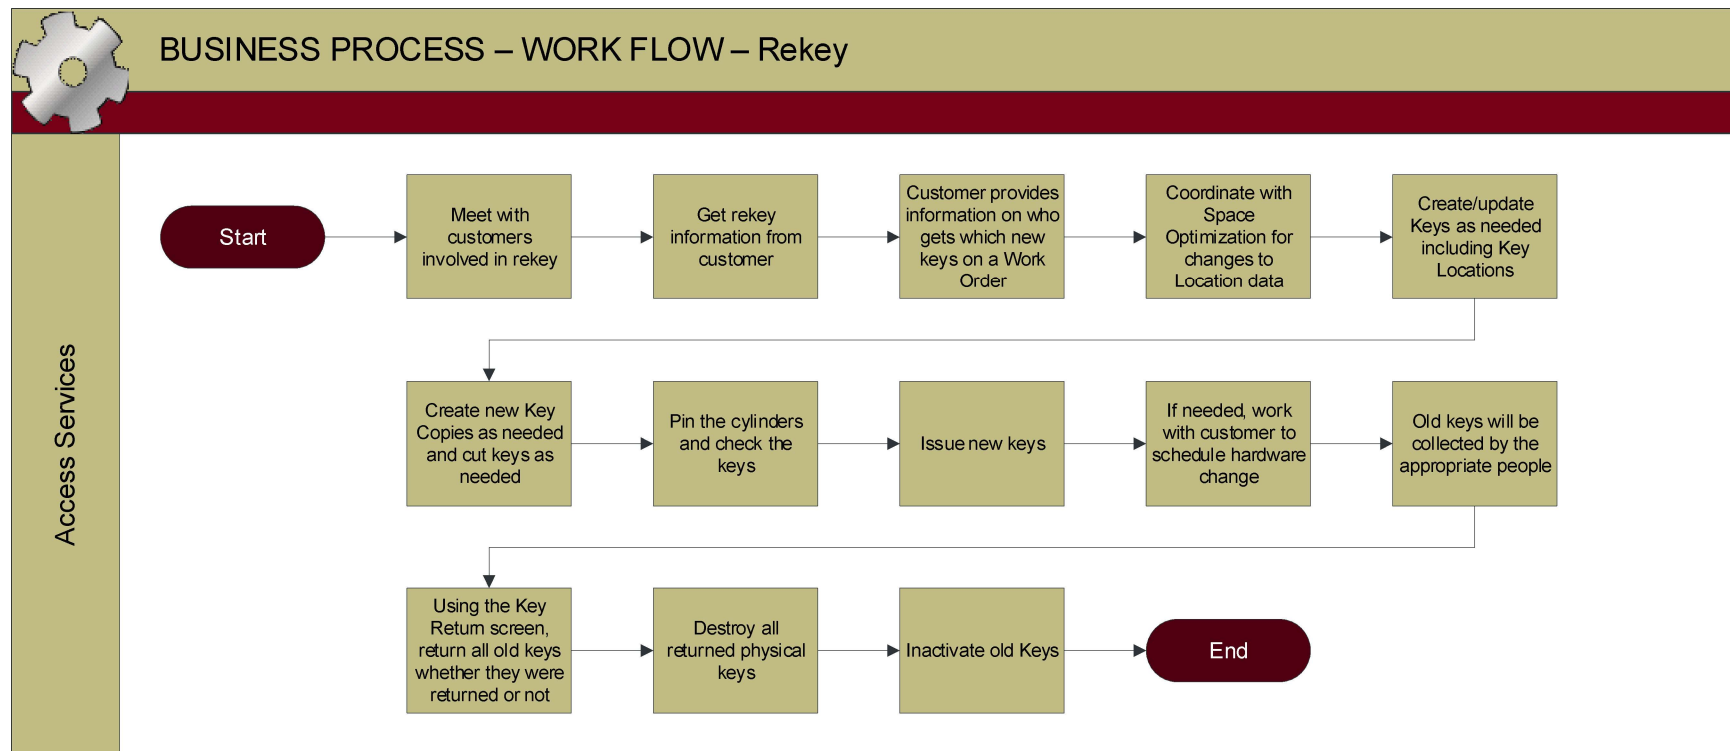 BUSINESS PROCESS – WORK FLOW – Rekey
Access Services
Start
Meet with
customers
involved in rekey
Get rekey
information from
customer
Customer provides
information on who
gets which new
keys on a Work
Order
Coordinate with
Space
Optimization for
changes to
Location data
Create/update
Keys as needed
including Key
Locations
Create new Key
Copies as needed
and cut keys as
needed
Pin the cylinders
and check the
keys
Issue new keys
If needed, work
with customer to
schedule hardware
change
Old keys will be
collected by the
appropriate people
Using the Key
Return screen,
return all old keys
whether they were
returned or not
Destroy all
returned physical
keys
Inactivate old Keys
End